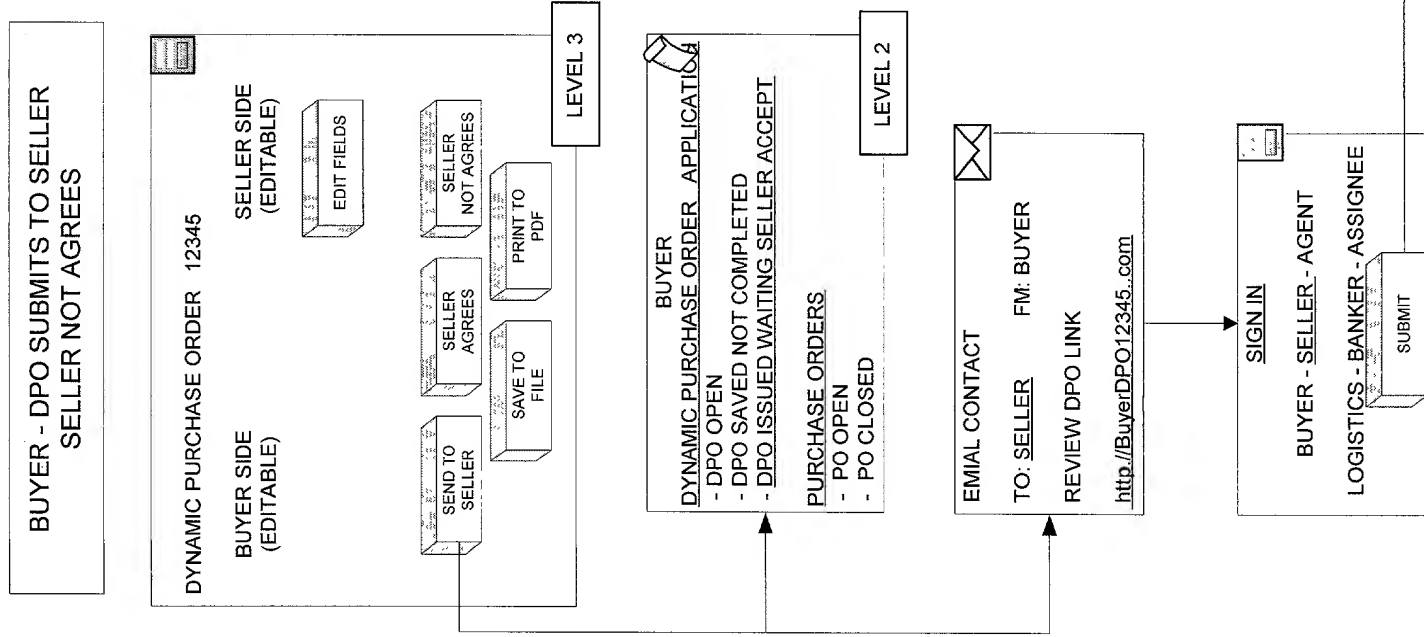 BUYER - DPO SUBMITS TO SELLER
SELLER NOT AGREES
DYNAMIC PURCHASE ORDER 12345
BUYER SIDE
(EDITABLE)
SELLER SIDE
(EDITABLE)
EDIT FIELDS
SEND TO
SELLER
SELLER
AGREES
SELLER
NOT AGREES
SAVE TO
FILE
PRINT TO
PDF
LEVEL 3
BUYER
DYNAMIC PURCHASE ORDER APPLICATION
- DPO OPEN
- DPO SAVED NOT COMPLETED
- DPO ISSUED WAITING SELLER ACCEPT
PURCHASE ORDERS
- PO OPEN
- PO CLOSED
LEVEL 2
EMIAL CONTACT
TO: SELLER FM: BUYER
REVIEW DPO LINK
http://BuyerDPO12345..com
SIGN IN
BUYER - SELLER - AGENT
LOGISTICS - BANKER - ASSIGNEE
SUBMIT